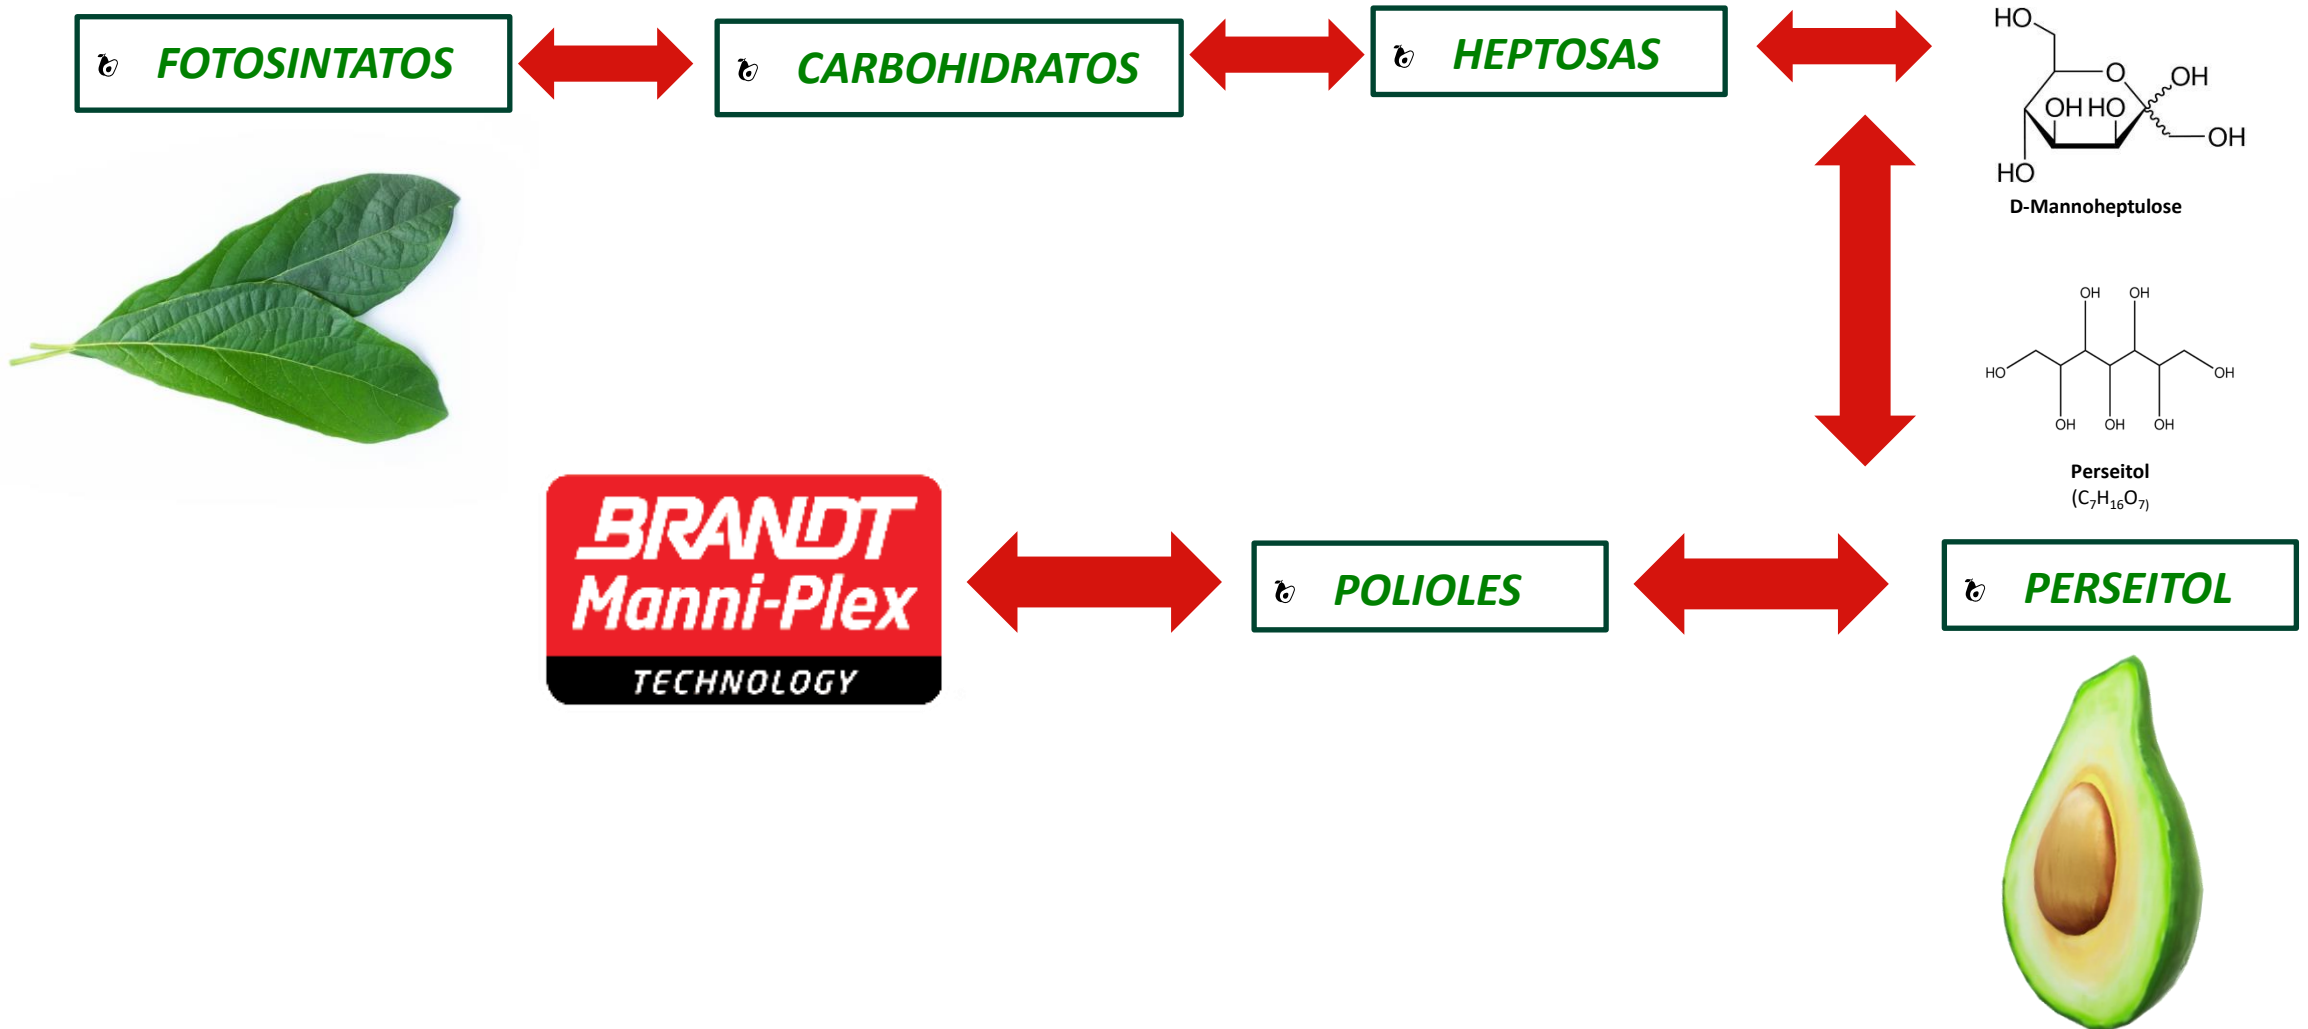 FOTOSINTATOS
CARBOHIDRATOS
HEPTOSAS
HO
O
OH
OH HO
OH
HO
D-Mannoheptulose
OH OH
HO OH
OH OH OH
Perseitol
(C₇H₁₆O₇)
BRANDT
Manni-Plex
TECHNOLOGY
POLIOLES
PERSEITOL